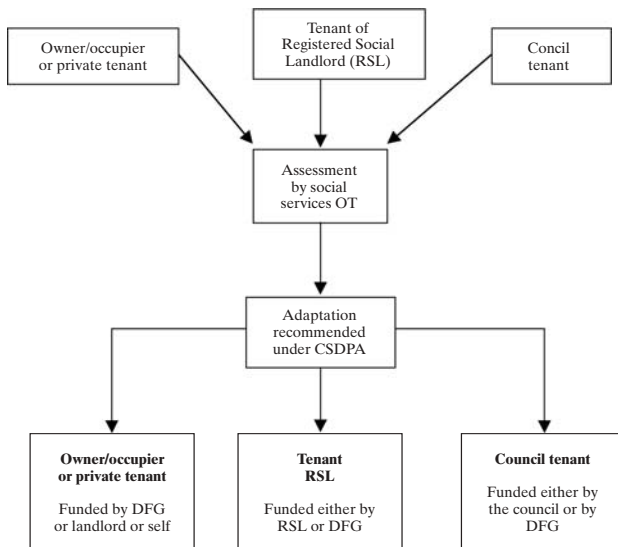 Owner/occupier
or private tenant
Tenant of
Registered Social
Landlord (RSL)
Concil
tenant
Assessment
by social
services OT
Adaptation
recommended
under CSDPA
Owner/occupier
or private tenant
Funded by DFG
or landlord or self
Tenant
RSL
Funded either by
RSL or DFG
Council tenant
Funded either by
the council or by
DFG